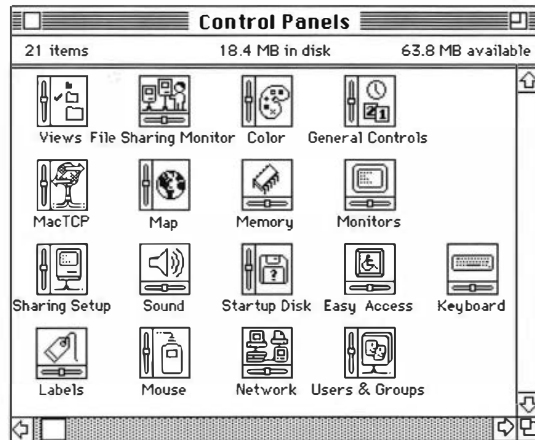 Control Panels
21 items 18.4 MB in disk 63.8 MB available
Views File Sharing Monitor Color General Controls
MacTCP Map Memory Monitors
Sharing Setup Sound Startup Disk Easy Access Keyboard
Labels Mouse Network Users & Groups